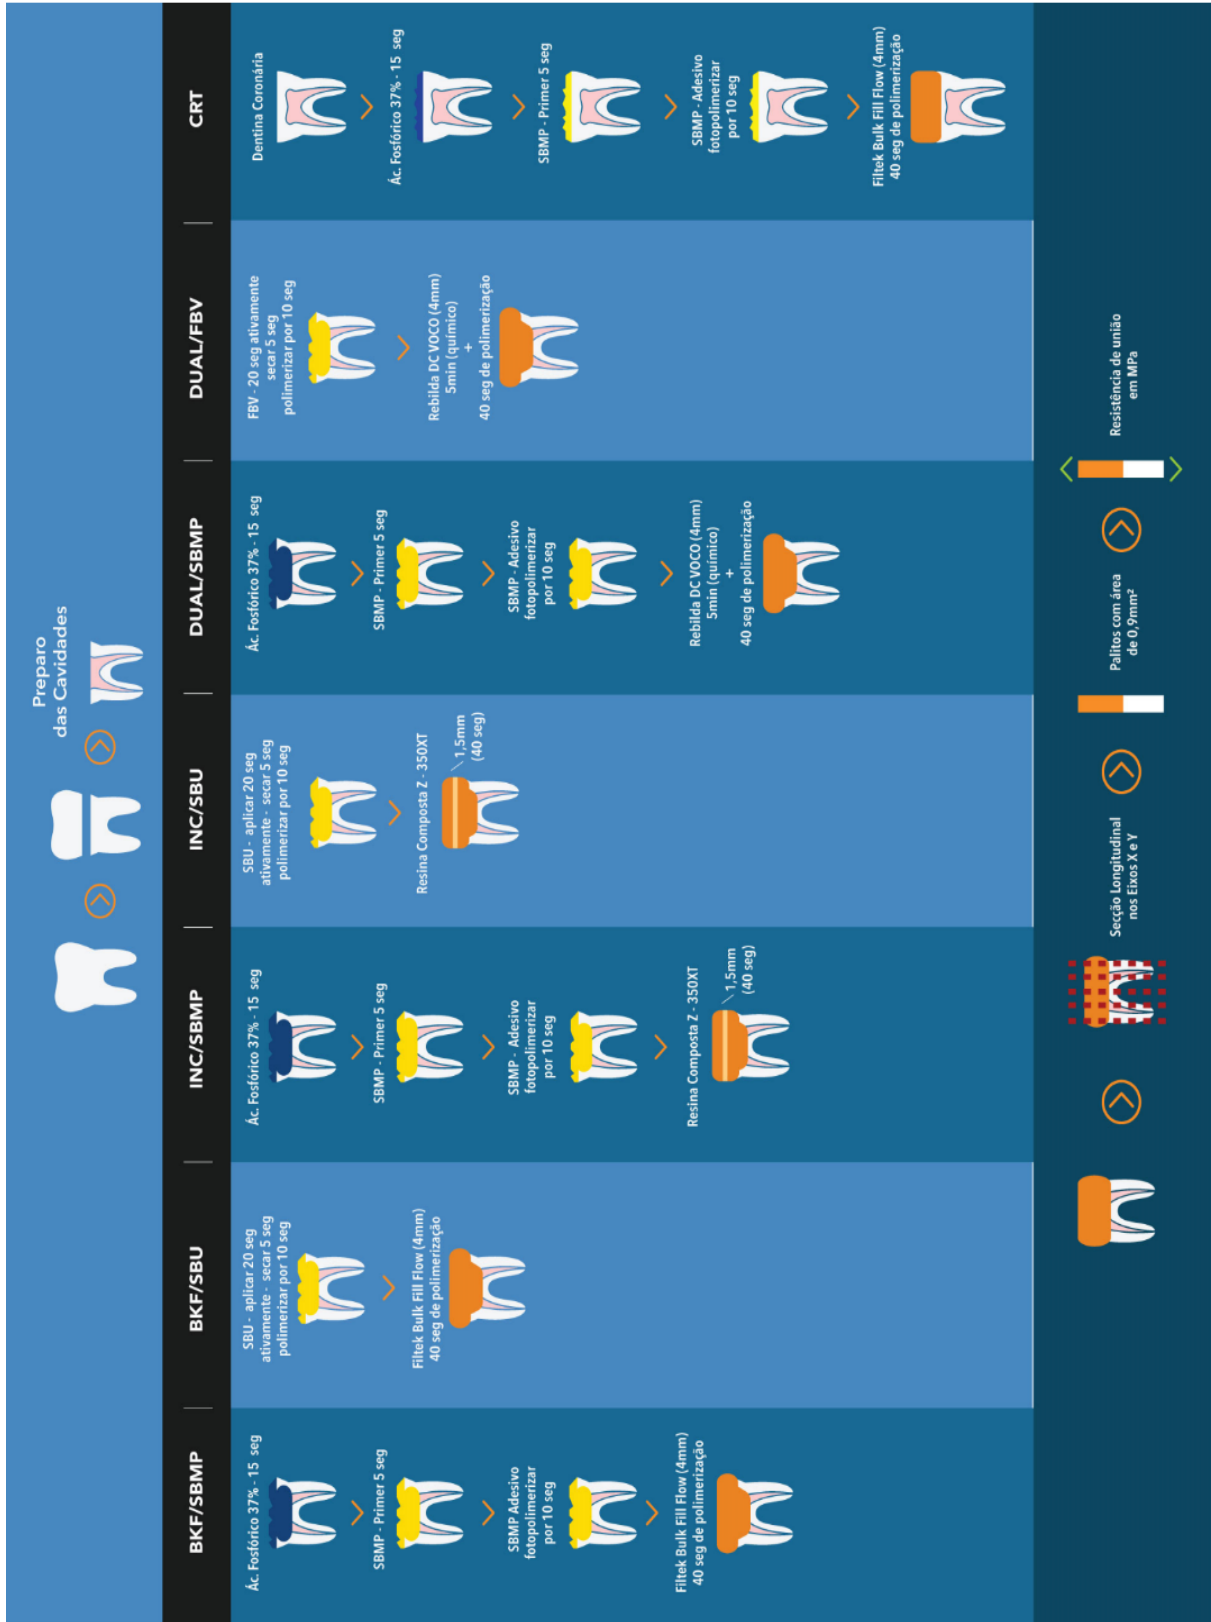 Preparo
das Cavidades
BKF/SBMP
BKF/SBU
INC/SBMP
INC/SBU
DUAL/SBMP
DUAL/FBV
CRT
Ác. Fosfórico 37% - 15 seg
SBMP - Primer 5 seg
SBMP Adesivo
fotopolimerizar
por 10 seg
Filtek Bulk Fill Flow (4mm)
40 seg de polimerização
SBU - aplicar 20 seg
ativamente - secar 5 seg
polimerizar por 10 seg
Filtek Bulk Fill Flow (4mm)
40 seg de polimerização
Ác. Fosfórico 37% - 15 seg
SBMP - Primer 5 seg
SBMP - Adesivo
fotopolimerizar
por 10 seg
Resina Composta Z - 350XT
1,5mm
(40 seg)
SBU - aplicar 20 seg
ativamente - secar 5 seg
polimerizar por 10 seg
Resina Composta Z - 350XT
1,5mm
(40 seg)
Ác. Fosfórico 37% - 15 seg
SBMP - Primer 5 seg
SBMP - Adesivo
fotopolimerizar
por 10 seg
Rebilda DC VOCO (4mm)
5min (químico)
+
40 seg de polimerização
FBV - 20 seg ativamente
secar 5 seg
polimerizar por 10 seg
Rebilda DC VOCO (4mm)
5min (químico)
+
40 seg de polimerização
Dentina Coronária
Ác. Fosfórico 37% - 15 seg
SBMP - Primer 5 seg
SBMP - Adesivo
fotopolimerizar
por 10 seg
Filtek Bulk Fill Flow (4mm)
40 seg de polimerização
Secção Longitudinal
nos Eixos X e Y
Palitos com área
de 0,9mm²
Resistência de união
em MPa